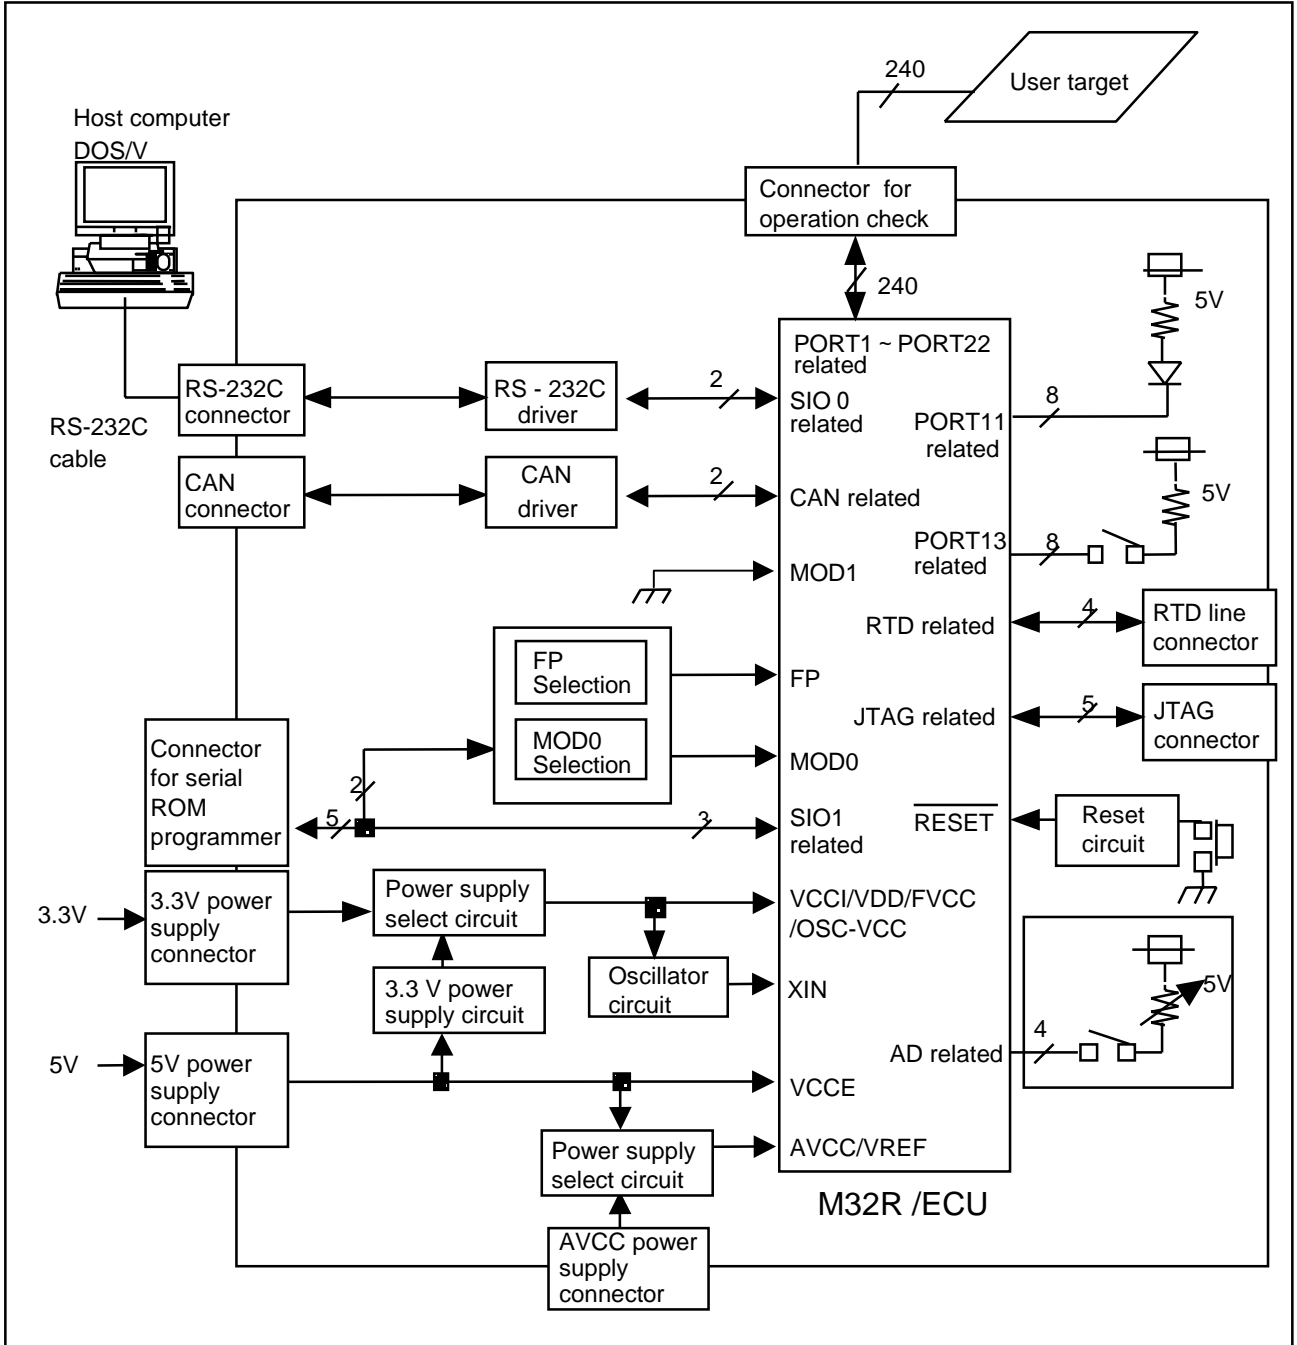 240
User target
Host computer
DOS/V
Connector for
operation check
240
5V
PORT1 ~ PORT22
related
RS-232C
connector
RS - 232C
driver
2
SIO 0
related
8
PORT11
related
RS-232C
cable
CAN
connector
CAN
driver
2
CAN related
5V
PORT13
related
8
MOD1
RTD related
4
RTD line
connector
FP
Selection
FP
JTAG related
5
JTAG
connector
Connector
for serial
ROM
programmer
MOD0
Selection
MOD0
2
5
3
SIO1
related
RESET
Reset
circuit
3.3V
3.3V power
supply
connector
Power supply
select circuit
VCCI/VDD/FVCC
/OSC-VCC
3.3 V power
supply circuit
Oscillator
circuit
XIN
5V
AD related
4
5V
5V power
supply
connector
VCCE
Power supply
select circuit
AVCC/VREF
M32R /ECU
AVCC power
supply
connector